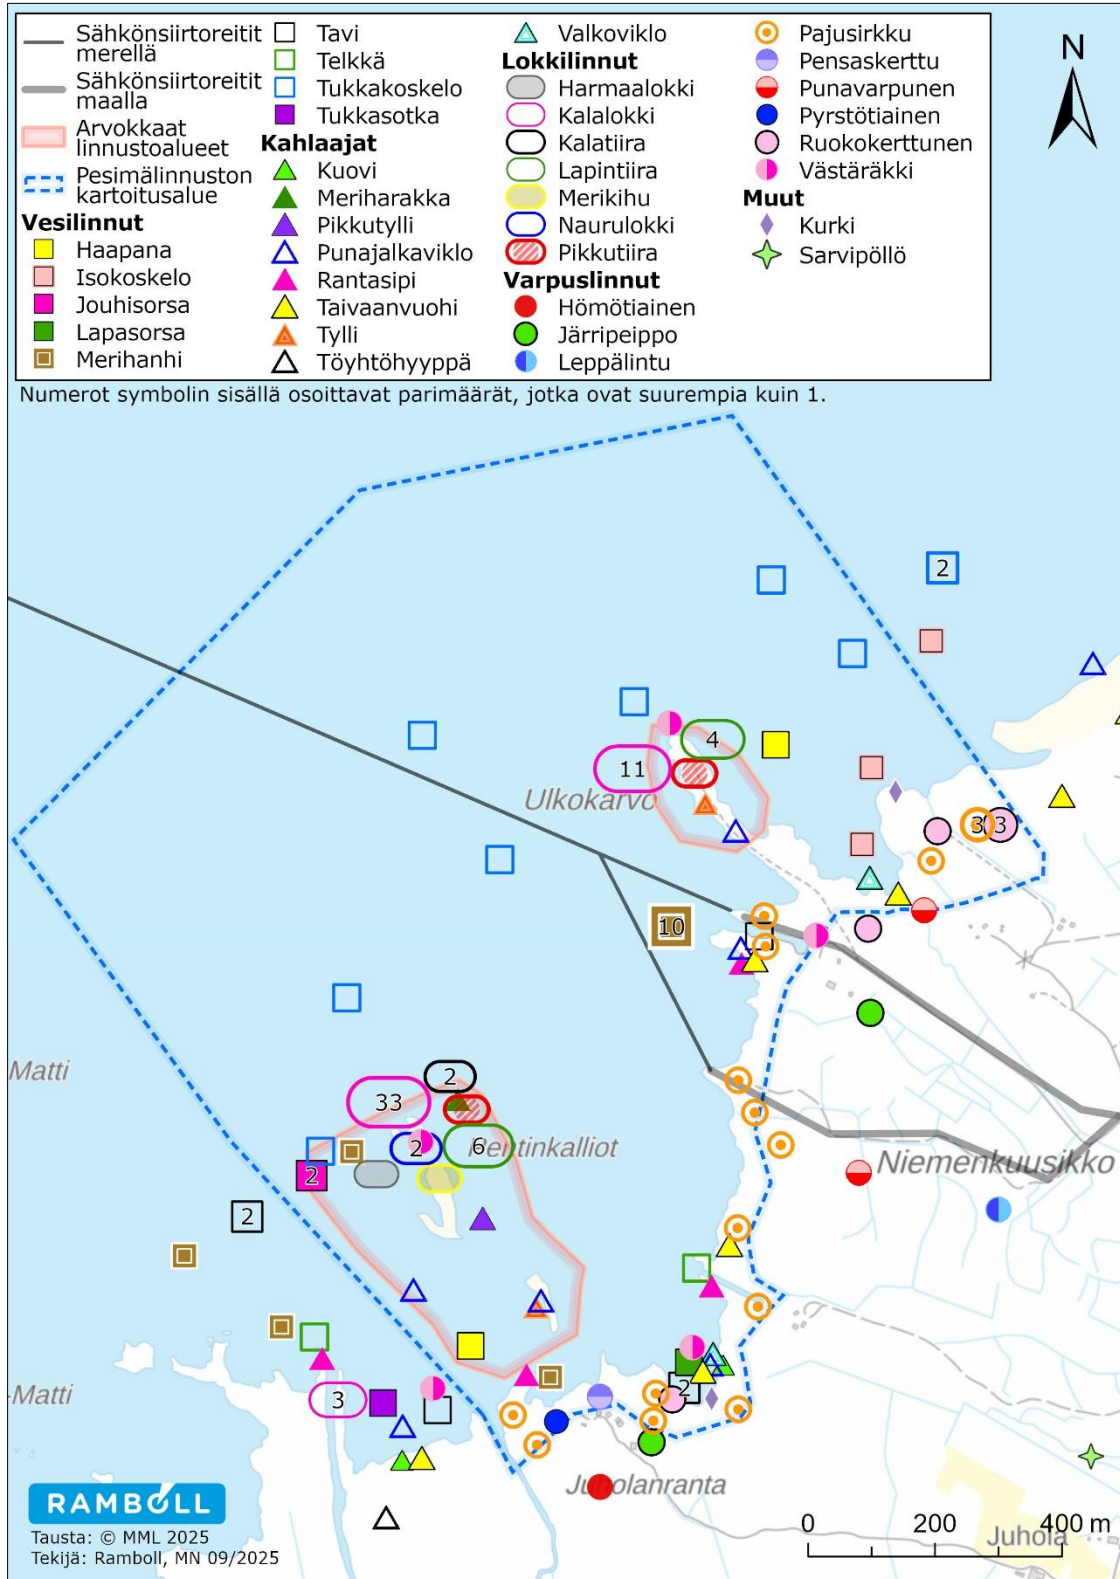 Sähkönsiirtoreitit
merellä
Sähkönsiirtoreitit
maalla
Arvokkaat
linnustoalueet
Pesimälinnuston
kartoitusalue
Vesilinnut
Haapana
Isokoskelo
Jouhisorsa
Lapasorsa
Merihanhi
Tavi
Telkkä
Tukkakoskelo
Tukkasotka
Kahlaajat
Kuovi
Meriharakka
Pikkutylli
Punajalkaviklo
Rantasipi
Taivaanvuohi
Tylli
Töyhtöhyyppä
Valkoviklo
Lokkilinnut
Harmaalokki
Kalalokki
Kalatiira
Lapintiira
Merikihu
Naurulokki
Pikkutiira
Varpuslinnut
Hömötiainen
Järripeippo
Leppälintu
Pajusirkku
Pensaskerttu
Punavarpunen
Pyrstötiainen
Ruokokerttunen
Västäräkki
Muut
Kurki
Sarvipöllö
N
Numerot symbolin sisällä osoittavat parimäärät, jotka ovat suurempia kuin 1.
2
4
11
Ulkokarvo
3 3
10
Matti
2
33
2
6
Pentinkalliot
2
Niemenkuusikko
2
-Matti
3
2
Juholanranta
RAMBOLL
Tausta: © MML 2025
Tekijä: Ramboll, MN 09/2025
0 200 400 m
Juhola